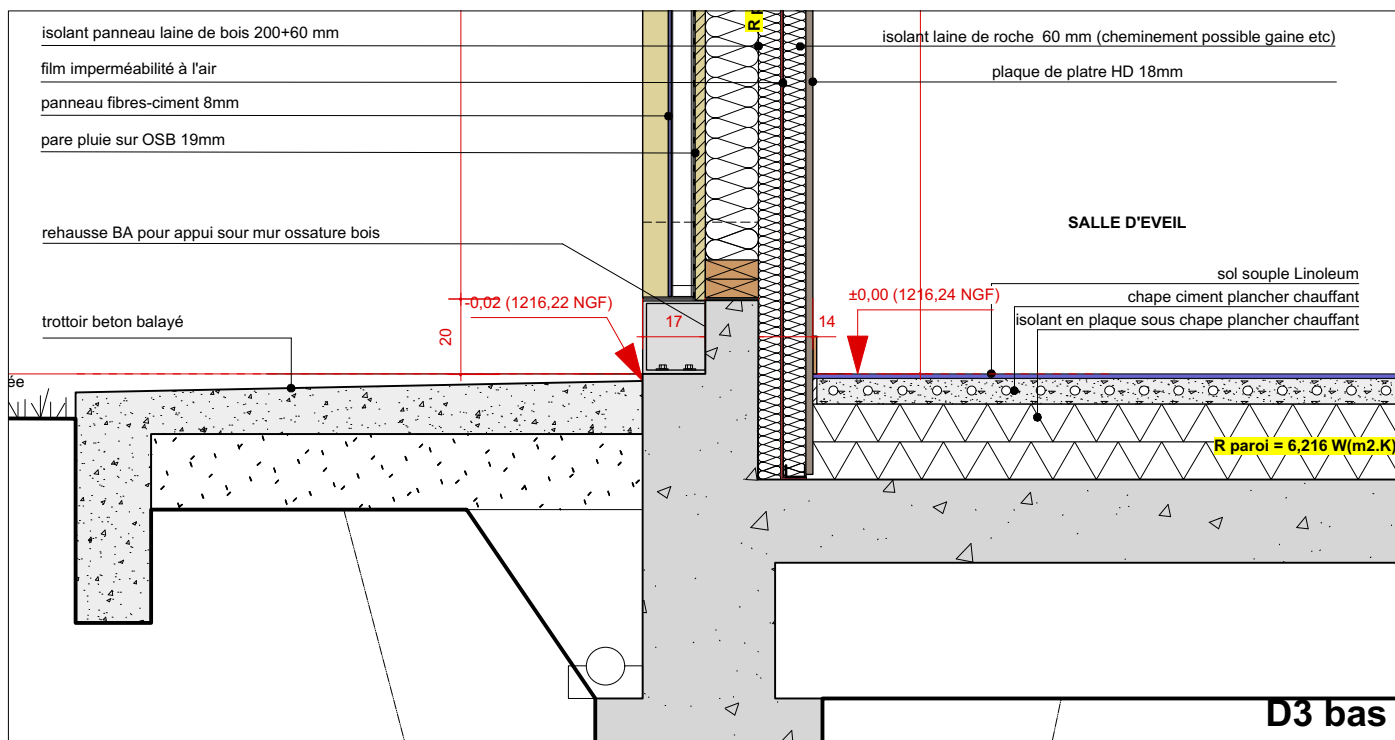 isolant panneau laine de bois 200+60 mm
film imperméabilité à l'air
panneau fibres-ciment 8mm
pare pluie sur OSB 19mm
rehausse BA pour appui sour mur ossature bois
trottoir beton balayé
ée
20
-0,02 (1216,22 NGF)
17
14
R
isolant laine de roche 60 mm (cheminement possible gaine etc)
plaque de platre HD 18mm
SALLE D'EVEIL
±0,00 (1216,24 NGF)
sol souple Linoleum
chape ciment plancher chauffant
isolant en plaque sous chape plancher chauffant
R paroi = 6,216 W(m2.K)
D3 bas